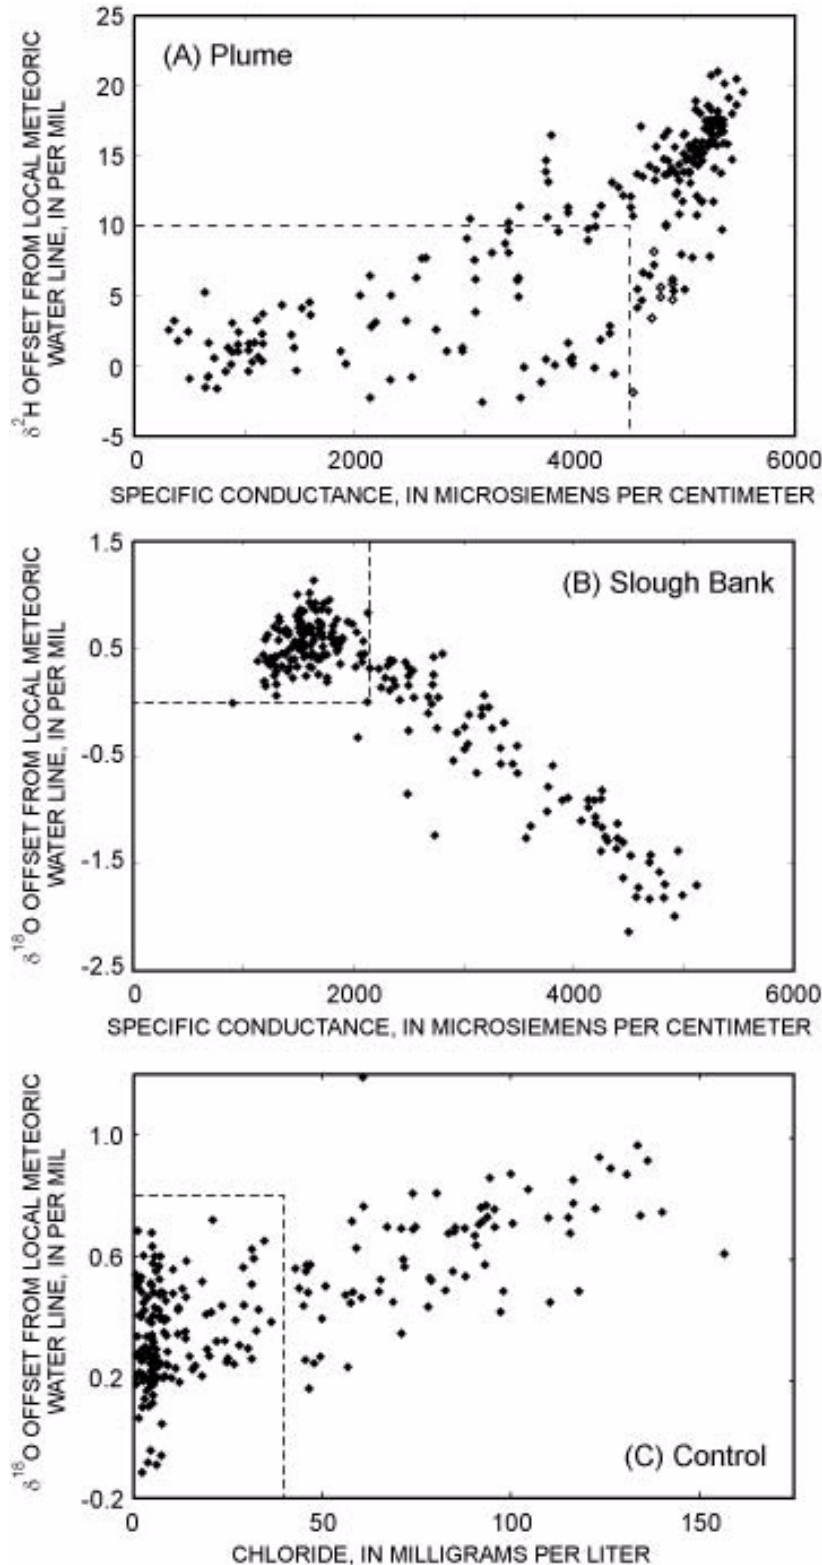 (A) Plume
25
20
15
10
5
0
-5
δ²H OFFSET FROM LOCAL METEORIC
WATER LINE, IN PER MIL
0 2000 4000 6000
SPECIFIC CONDUCTANCE, IN MICROSIEMENS PER CENTIMETER
(B) Slough Bank
1.5
0.5
-0.5
-1.5
-2.5
δ¹⁸O OFFSET FROM LOCAL METEORIC
WATER LINE, IN PER MIL
0 2000 4000 6000
SPECIFIC CONDUCTANCE, IN MICROSIEMENS PER CENTIMETER
1.0
0.6
0.2
-0.2
δ¹⁸O OFFSET FROM LOCAL METEORIC
WATER LINE, IN PER MIL
(C) Control
0 50 100 150
CHLORIDE, IN MILLIGRAMS PER LITER